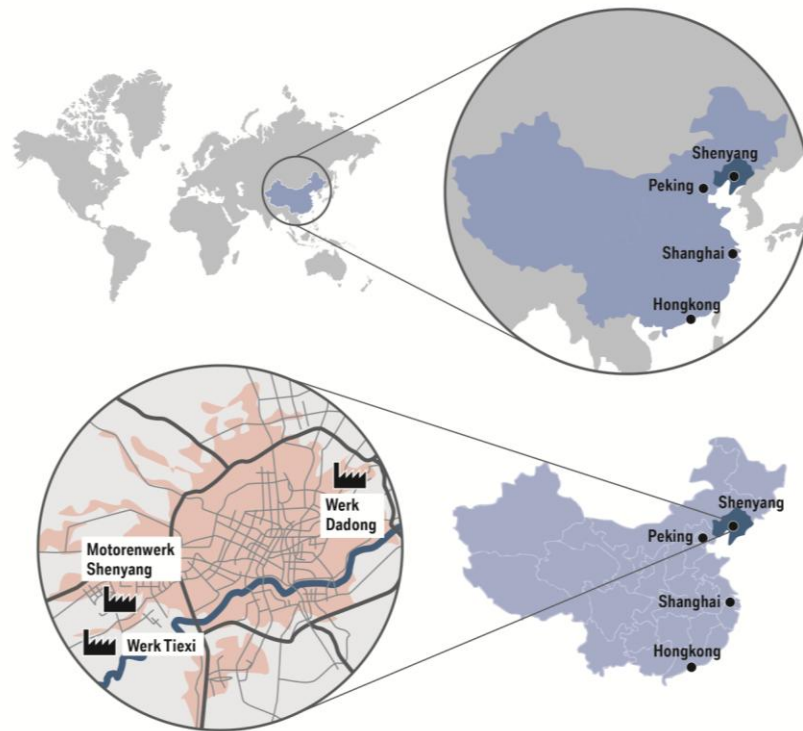 Shenyang
Peking
Shanghai
Hongkong
Werk
Dadong
Motorenwerk
Shenyang
Werk Tiexi
Shenyang
Peking
Shanghai
Hongkong